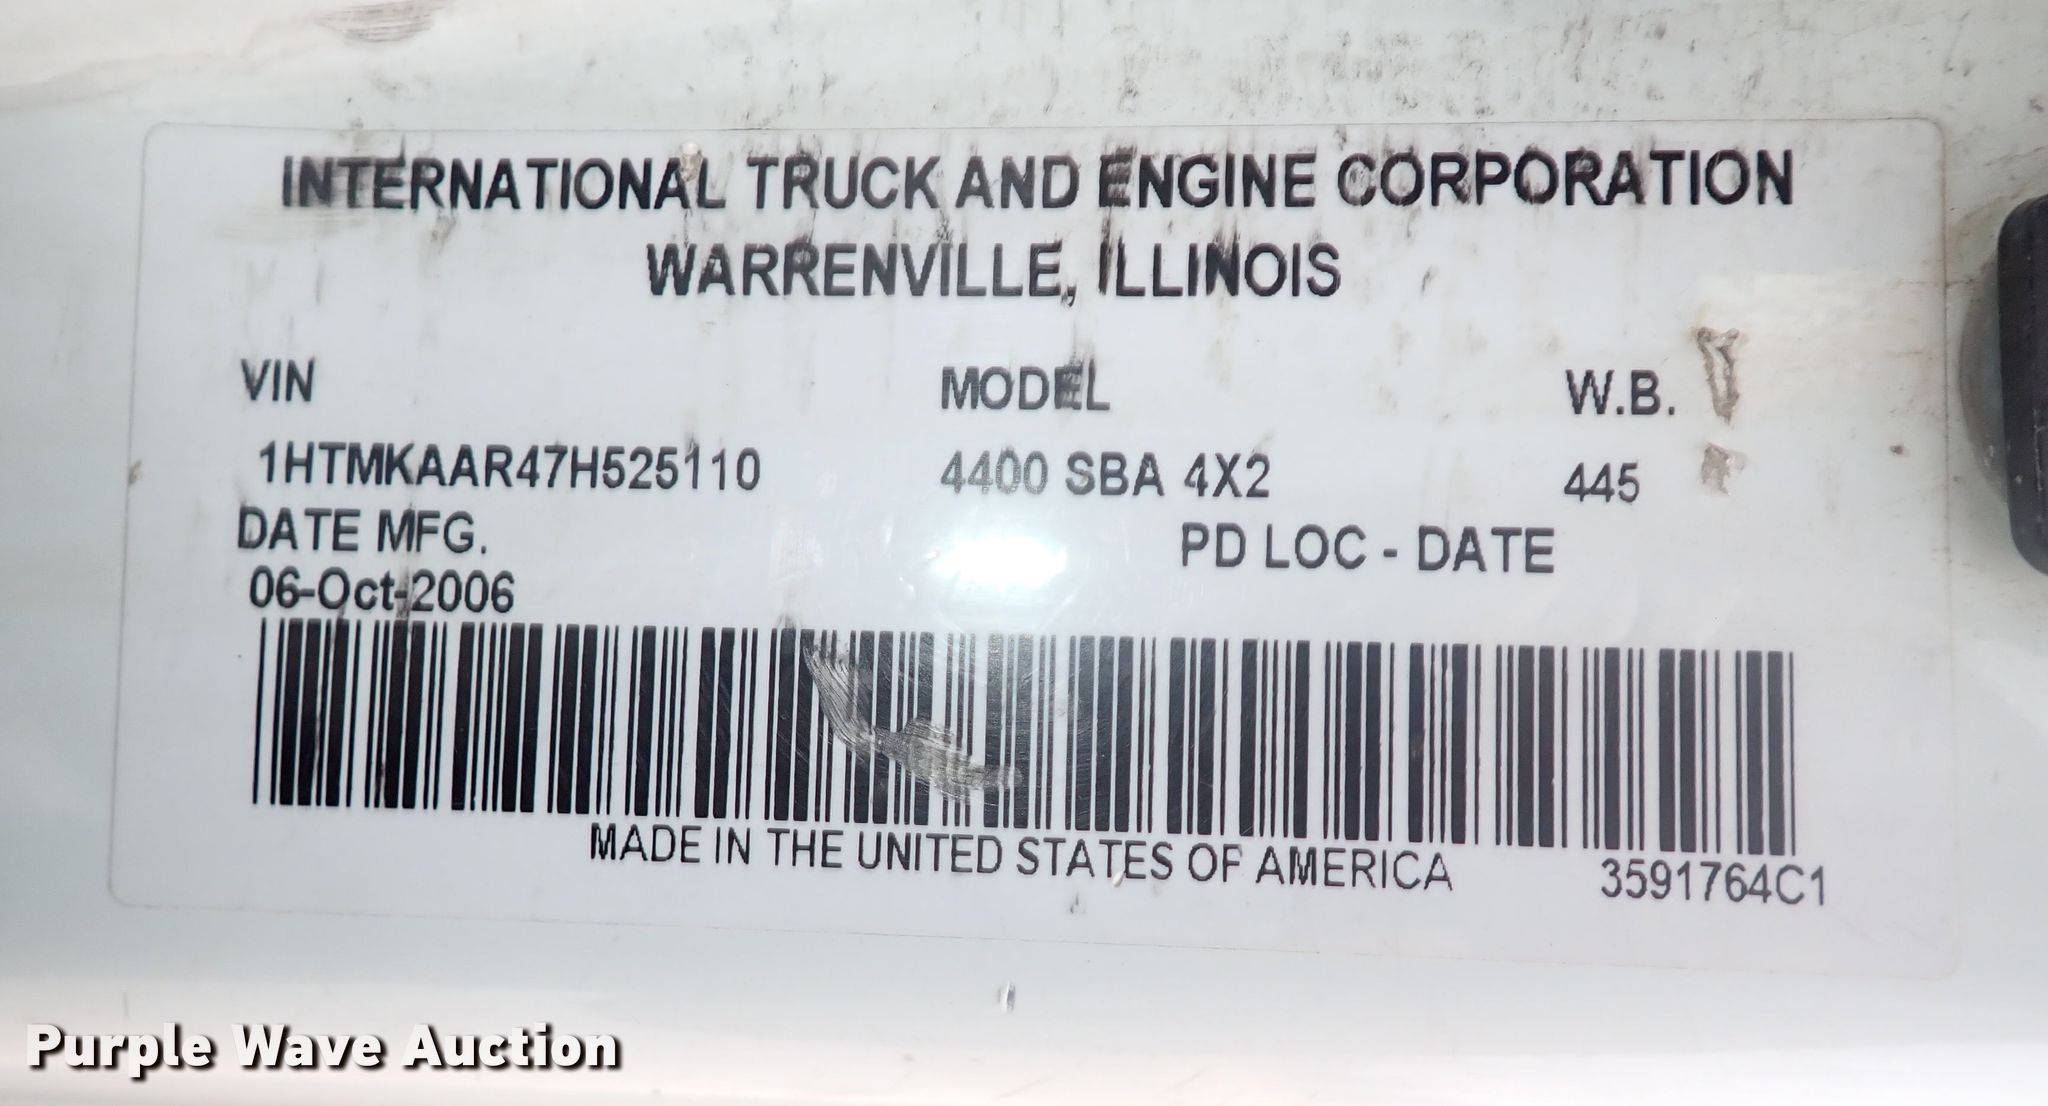 INTERNATIONAL TRUCK AND ENGINE CORPORATION
WARRENVILLE, ILLINOIS
VIN MODEL W.B.
1HTMKAAR47H525110 4400 SBA 4X2 445
DATE MFG. PD LOC - DATE
06-Oct-2006
MADE IN THE UNITED STATES OF AMERICA 3591764C1
Purple Wave Auction